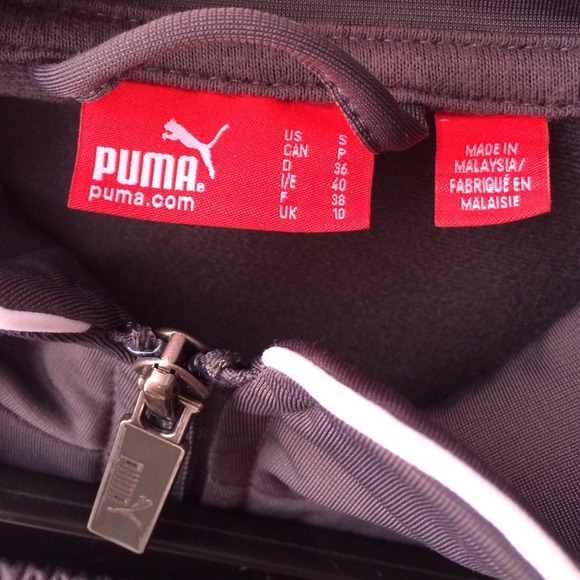 PUMA®
puma.com
US S
CAN P
D 36
I/E 40
F 38
UK 10
MADE IN
MALAYSIA/
FABRIQUÉ EN
MALAISIE
PUMA